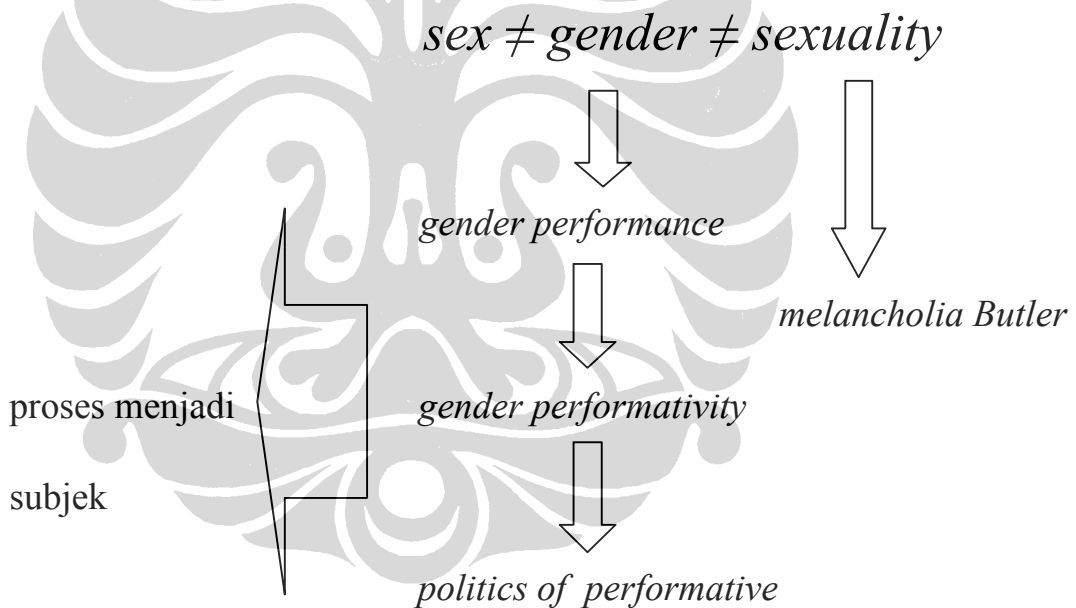 sex ≠ gender ≠ sexuality
gender performance
melancholia Butler
proses menjadi
gender performativity
subjek
politics of performative